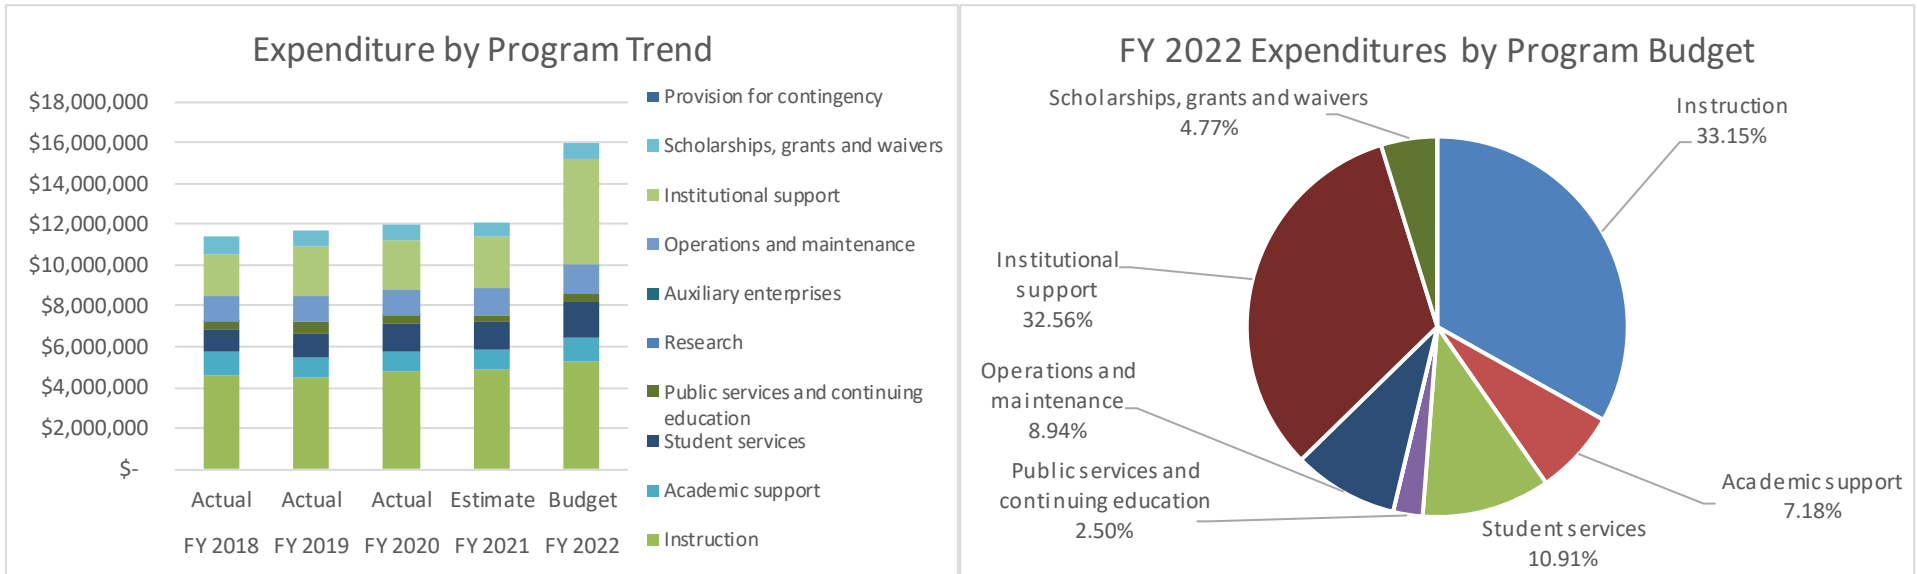 Expenditure by Program Trend
$18,000,000
$16,000,000
$14,000,000
$12,000,000
$10,000,000
$8,000,000
$6,000,000
$4,000,000
$2,000,000
$-
Actual Actual Actual Estimate Budget
FY 2018 FY 2019 FY 2020 FY 2021 FY 2022
Provision for contingency
Scholarships, grants and waivers
Institutional support
Operations and maintenance
Auxiliary enterprises
Research
Public services and continuing
education
Student services
Academic support
Instruction
FY 2022 Expenditures by Program Budget
Scholarships, grants and waivers
4.77%
Instruction
33.15%
Institutional
support
32.56%
Operations and
maintenance
8.94%
Public services and
continuing education
2.50%
Student services
10.91%
Academic support
7.18%